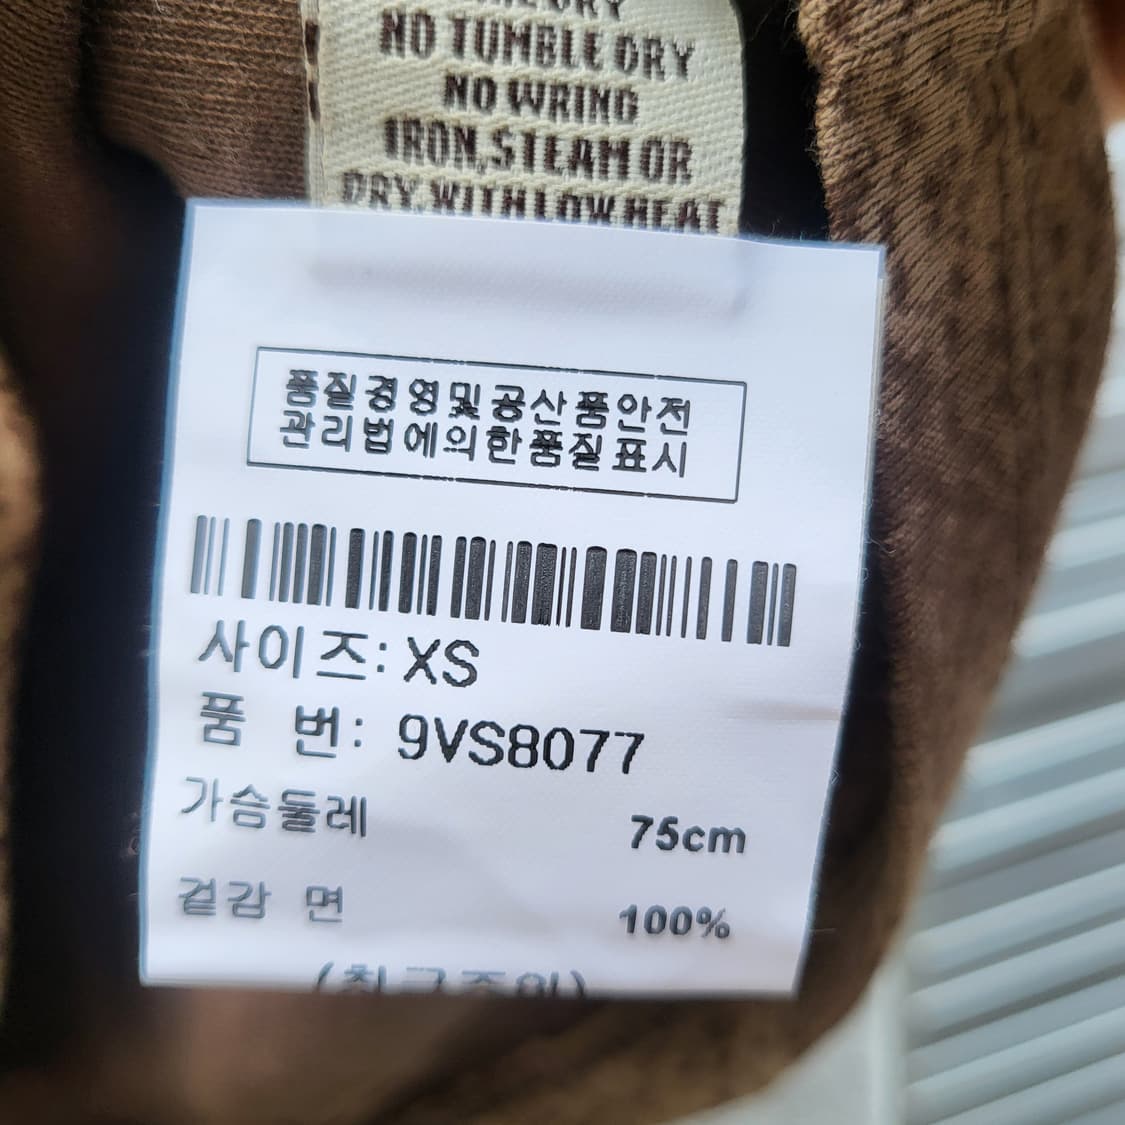 NO TUMBLE DRY
NO WRING
IRON,STEAM OR
DRY,WITH LOW HEAT
품질경영및공산품안전
관리법에의한품질표시
사이즈: XS
품 번: 9VS8077
가슴둘레 75cm
겉감 면 100%